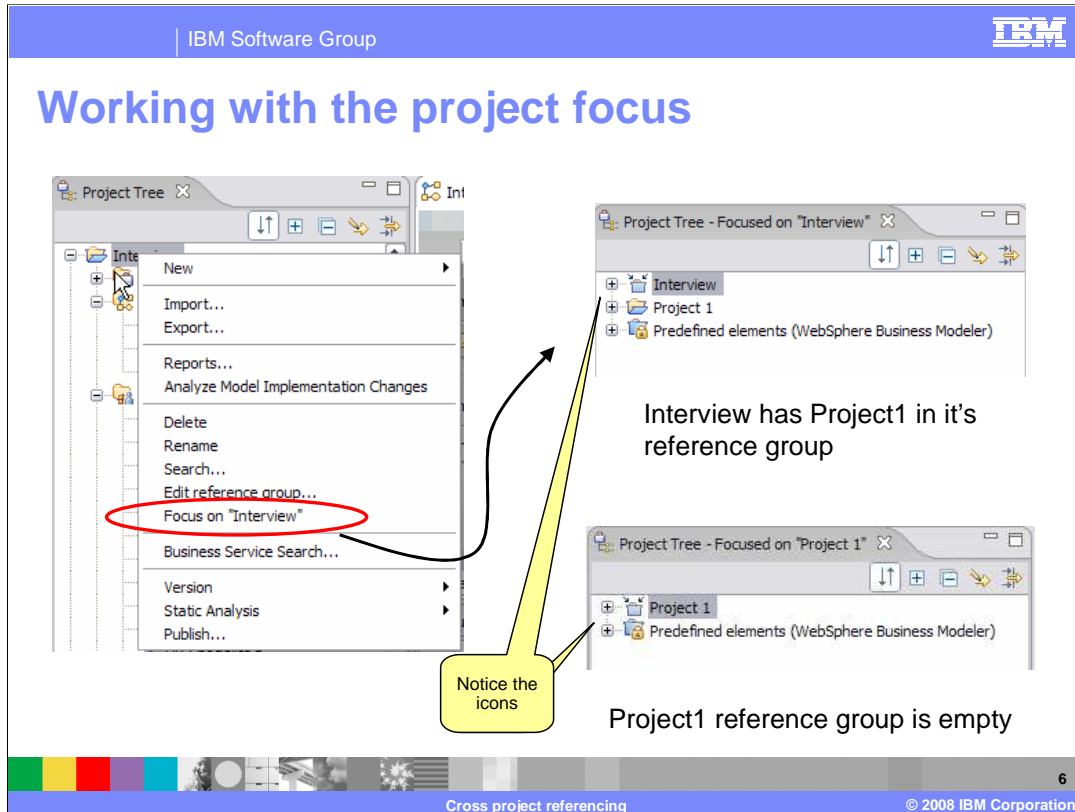 IBM Software Group
IBM
Working with the project focus
Project Tree
Int
Inte
New
Import...
Export...
Reports...
Analyze Model Implementation Changes
Delete
Rename
Search...
Edit reference group...
Focus on "Interview"
Business Service Search...
Version
Static Analysis
Publish...
Project Tree - Focused on "Interview"
Interview
Project 1
Predefined elements (WebSphere Business Modeler)
Interview has Project1 in it's
reference group
Project Tree - Focused on "Project 1"
Project 1
Predefined elements (WebSphere Business Modeler)
Notice the
icons
Project1 reference group is empty
6
Cross project referencing
© 2008 IBM Corporation